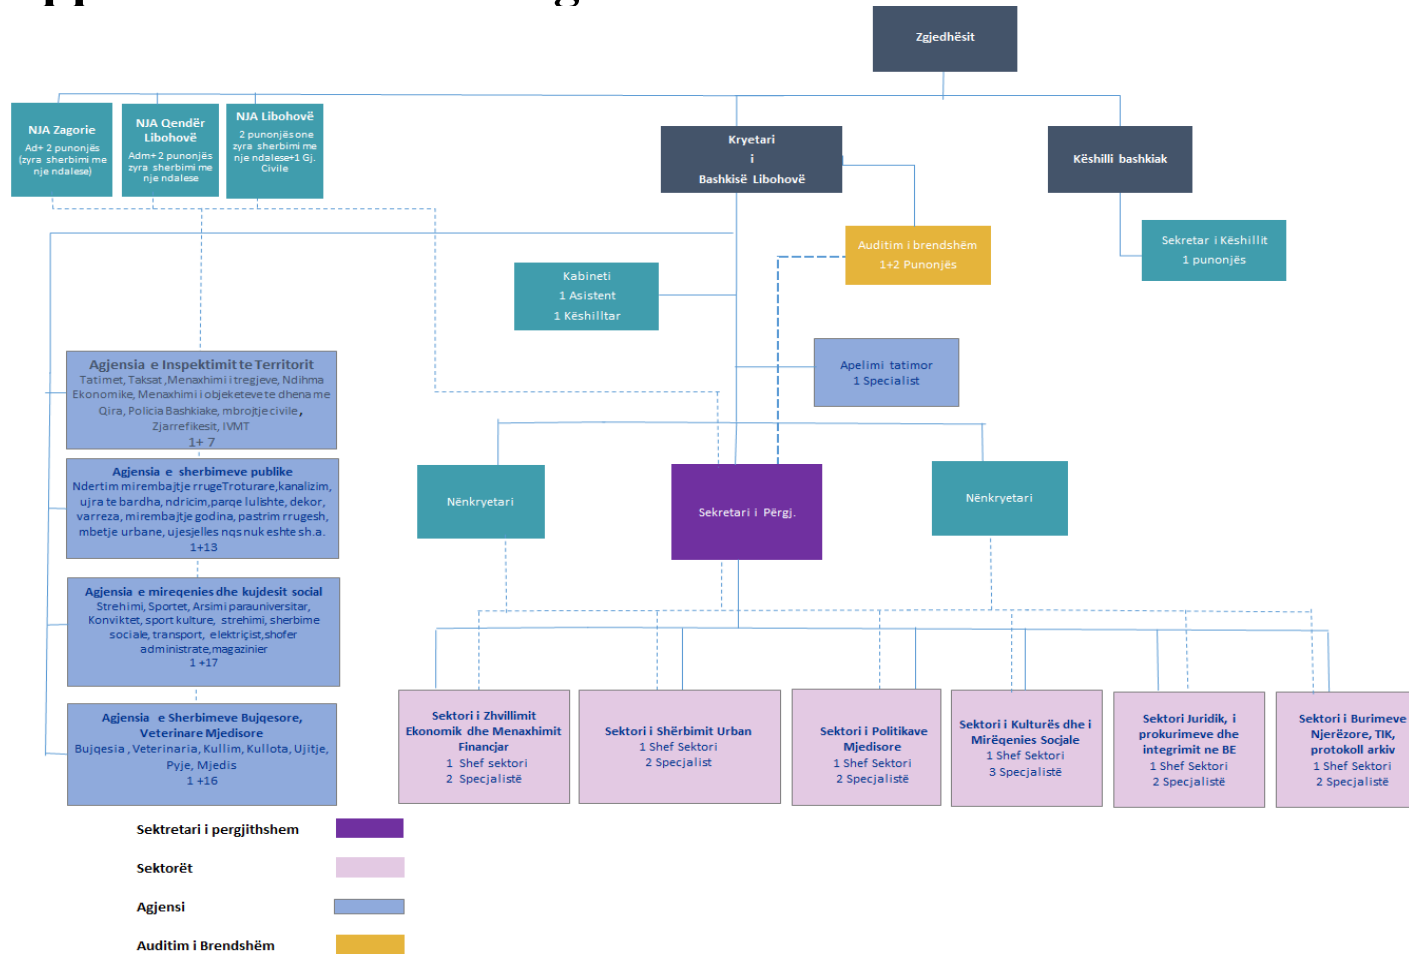 Zgjedhësit
NJA Zagorie
Ad+ 2 punonjës
(zyra sherbimi me
nje ndalese)
NJA Qendër
Libohovë
Adm+ 2 punonjës
zyra sherbimi me
nje ndalese
NJA Libohovë
2 punonjës one
zyra sherbimi me
nje ndalese+1 Gj.
Civile
Kryetari
i
Bashkisë Libohovë
Këshilli bashkiak
Auditim i brendshëm
1+2 Punonjës
Sekretar i Këshillit
1 punonjës
Kabineti
1 Asistent
1 Këshilltar
Apelimi tatimor
1 Specialist
Agjensia e Inspektimit te Territorit
Tatimet, Taksat ,Menaxhimi i tregjeve, Ndihma
Ekonomike, Menaxhimi i objeketeve te dhena me
Qira, Policia Bashkiake, mbrojtje civile ,
Zjarrefikesit, IVMT
1+ 7
Agjensia e sherbimeve publike
Ndertim mirembajtje rrugeTroturare,kanalizim,
ujra te bardha, ndricim,parqe lulishte, dekor,
varreza, mirembajtje godina, pastrim rrugesh,
mbetje urbane, ujesjelles nqs nuk eshte sh.a.
1+13
Agjensia e mireqenies dhe kujdesit social
Strehimi, Sportet, Arsimi parauniversitar,
Konviktet, sport kulture, strehimi, sherbime
sociale, transport, elektriçist,shofer
administrate,magazinier
1 +17
Agjensia e Sherbimeve Bujqesore,
Veterinare Mjedisore
Bujqesia , Veterinaria, Kullim, Kullota, Ujitje,
Pyje, Mjedis
1 +16
Nënkryetari
Sekretari i Përgj.
Nënkryetari
Sektori i Zhvillimit
Ekonomik dhe Menaxhimit
Financjar
1 Shef sektori
2 Specjalistë
Sektori i Shërbimit Urban
1 Shef Sektori
2 Specjalist
Sektori i Politikave
Mjedisore
1 Shef Sektori
2 Specjalistë
Sektori i Kulturës dhe i
Mirëqenies Socjale
1 Shef Sektori
3 Specjalistë
Sektori Juridik, i
prokurimeve dhe
integrimit ne BE
1 Shef Sektori
2 Specjalistë
Sektori i Burimeve
Njerëzore, TIK,
protokoll arkiv
1 Shef Sektori
2 Specjalistë
Sektretari i pergjithshem
Sektorët
Agjensi
Auditim i Brendshëm